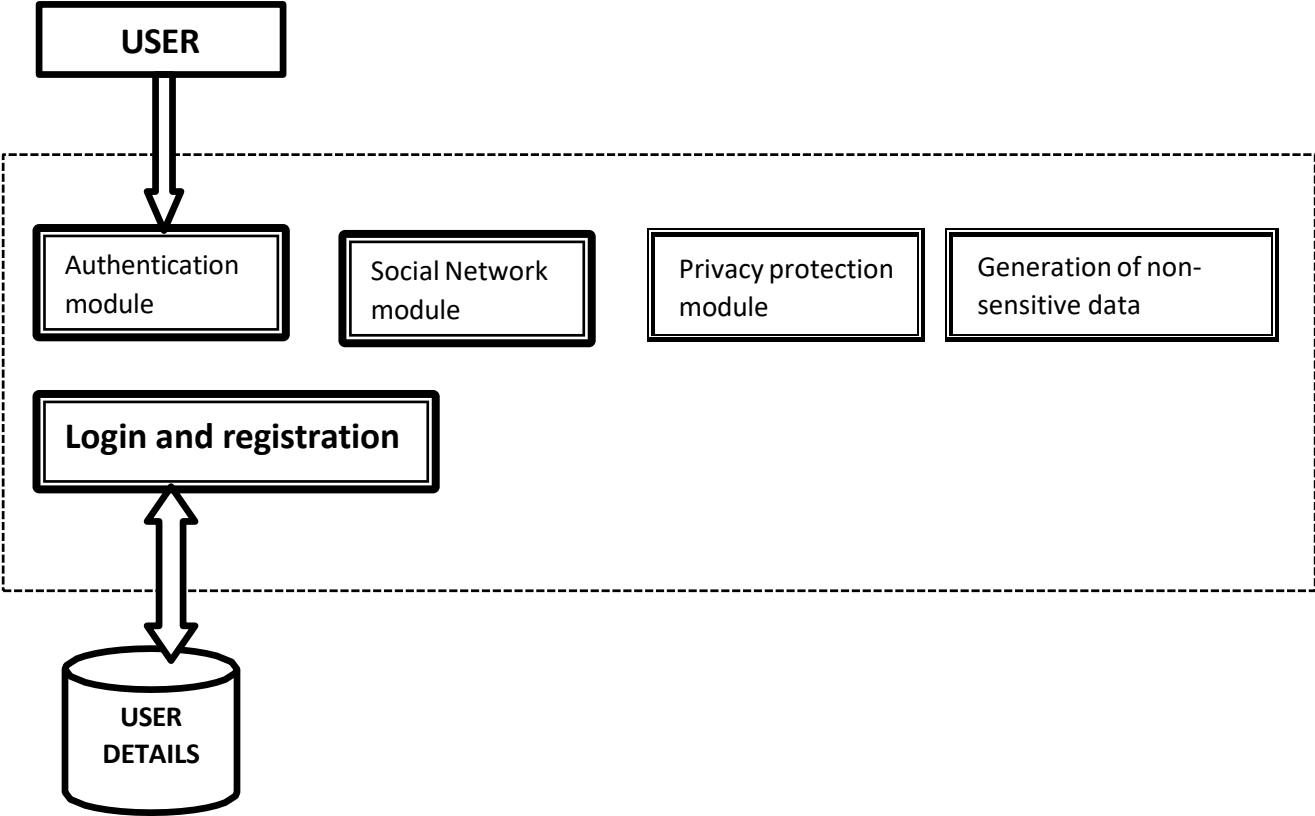 USER
Authentication
module
Social Network
module
Privacy protection
module
Generation of non-
sensitive data
Login and registration
USER
DETAILS